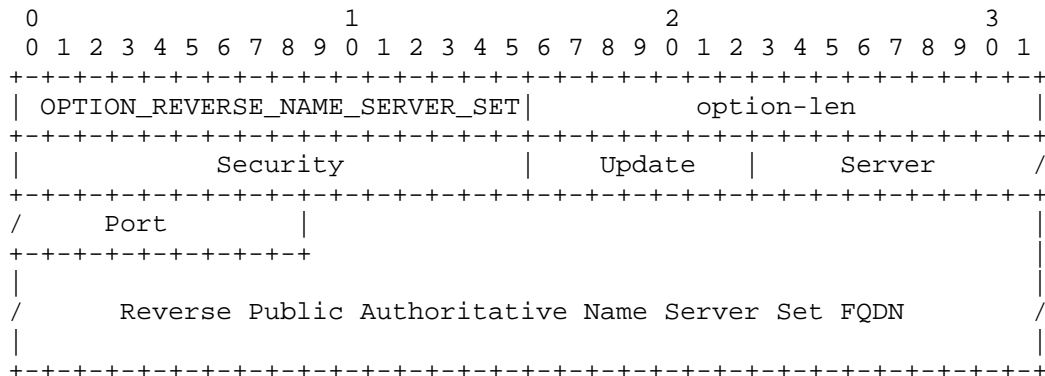 0                   1                   2                   3
 0 1 2 3 4 5 6 7 8 9 0 1 2 3 4 5 6 7 8 9 0 1 2 3 4 5 6 7 8 9 0 1
+-+-+-+-+-+-+-+-+-+-+-+-+-+-+-+-+-+-+-+-+-+-+-+-+-+-+-+-+-+-+-+-+
| OPTION_REVERSE_NAME_SERVER_SET|          option-len           |
+-+-+-+-+-+-+-+-+-+-+-+-+-+-+-+-+-+-+-+-+-+-+-+-+-+-+-+-+-+-+-+-+
|            Security           |    Update   |     Server      /
+-+-+-+-+-+-+-+-+-+-+-+-+-+-+-+-+-+-+-+-+-+-+-+-+-+-+-+-+-+-+-+-+
/     Port        |                                             |
+-+-+-+-+-+-+-+-+-+                                             |
|                                                               |
/      Reverse Public Authoritative Name Server Set FQDN        /
|                                                               |
+-+-+-+-+-+-+-+-+-+-+-+-+-+-+-+-+-+-+-+-+-+-+-+-+-+-+-+-+-+-+-+-+